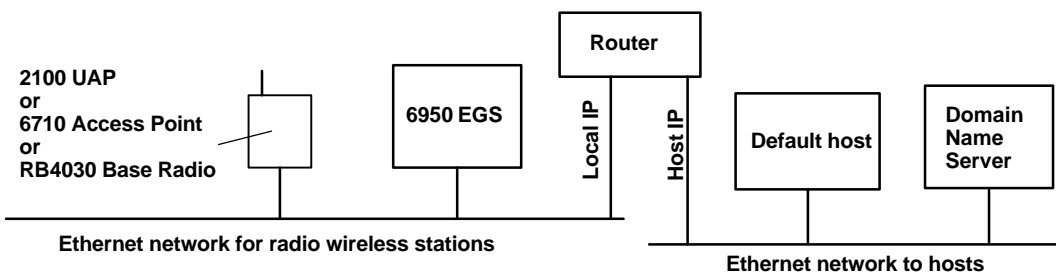 Router
2100 UAP
or
6710 Access Point
or
RB4030 Base Radio
6950 EGS
Local IP
Host IP
Default host
Domain
Name
Server
Ethernet network for radio wireless stations
Ethernet network to hosts